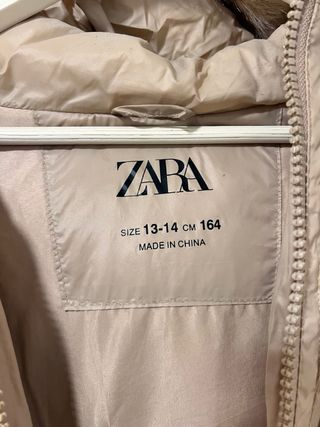 ZARA
SIZE 13-14 CM 164
MADE IN CHINA